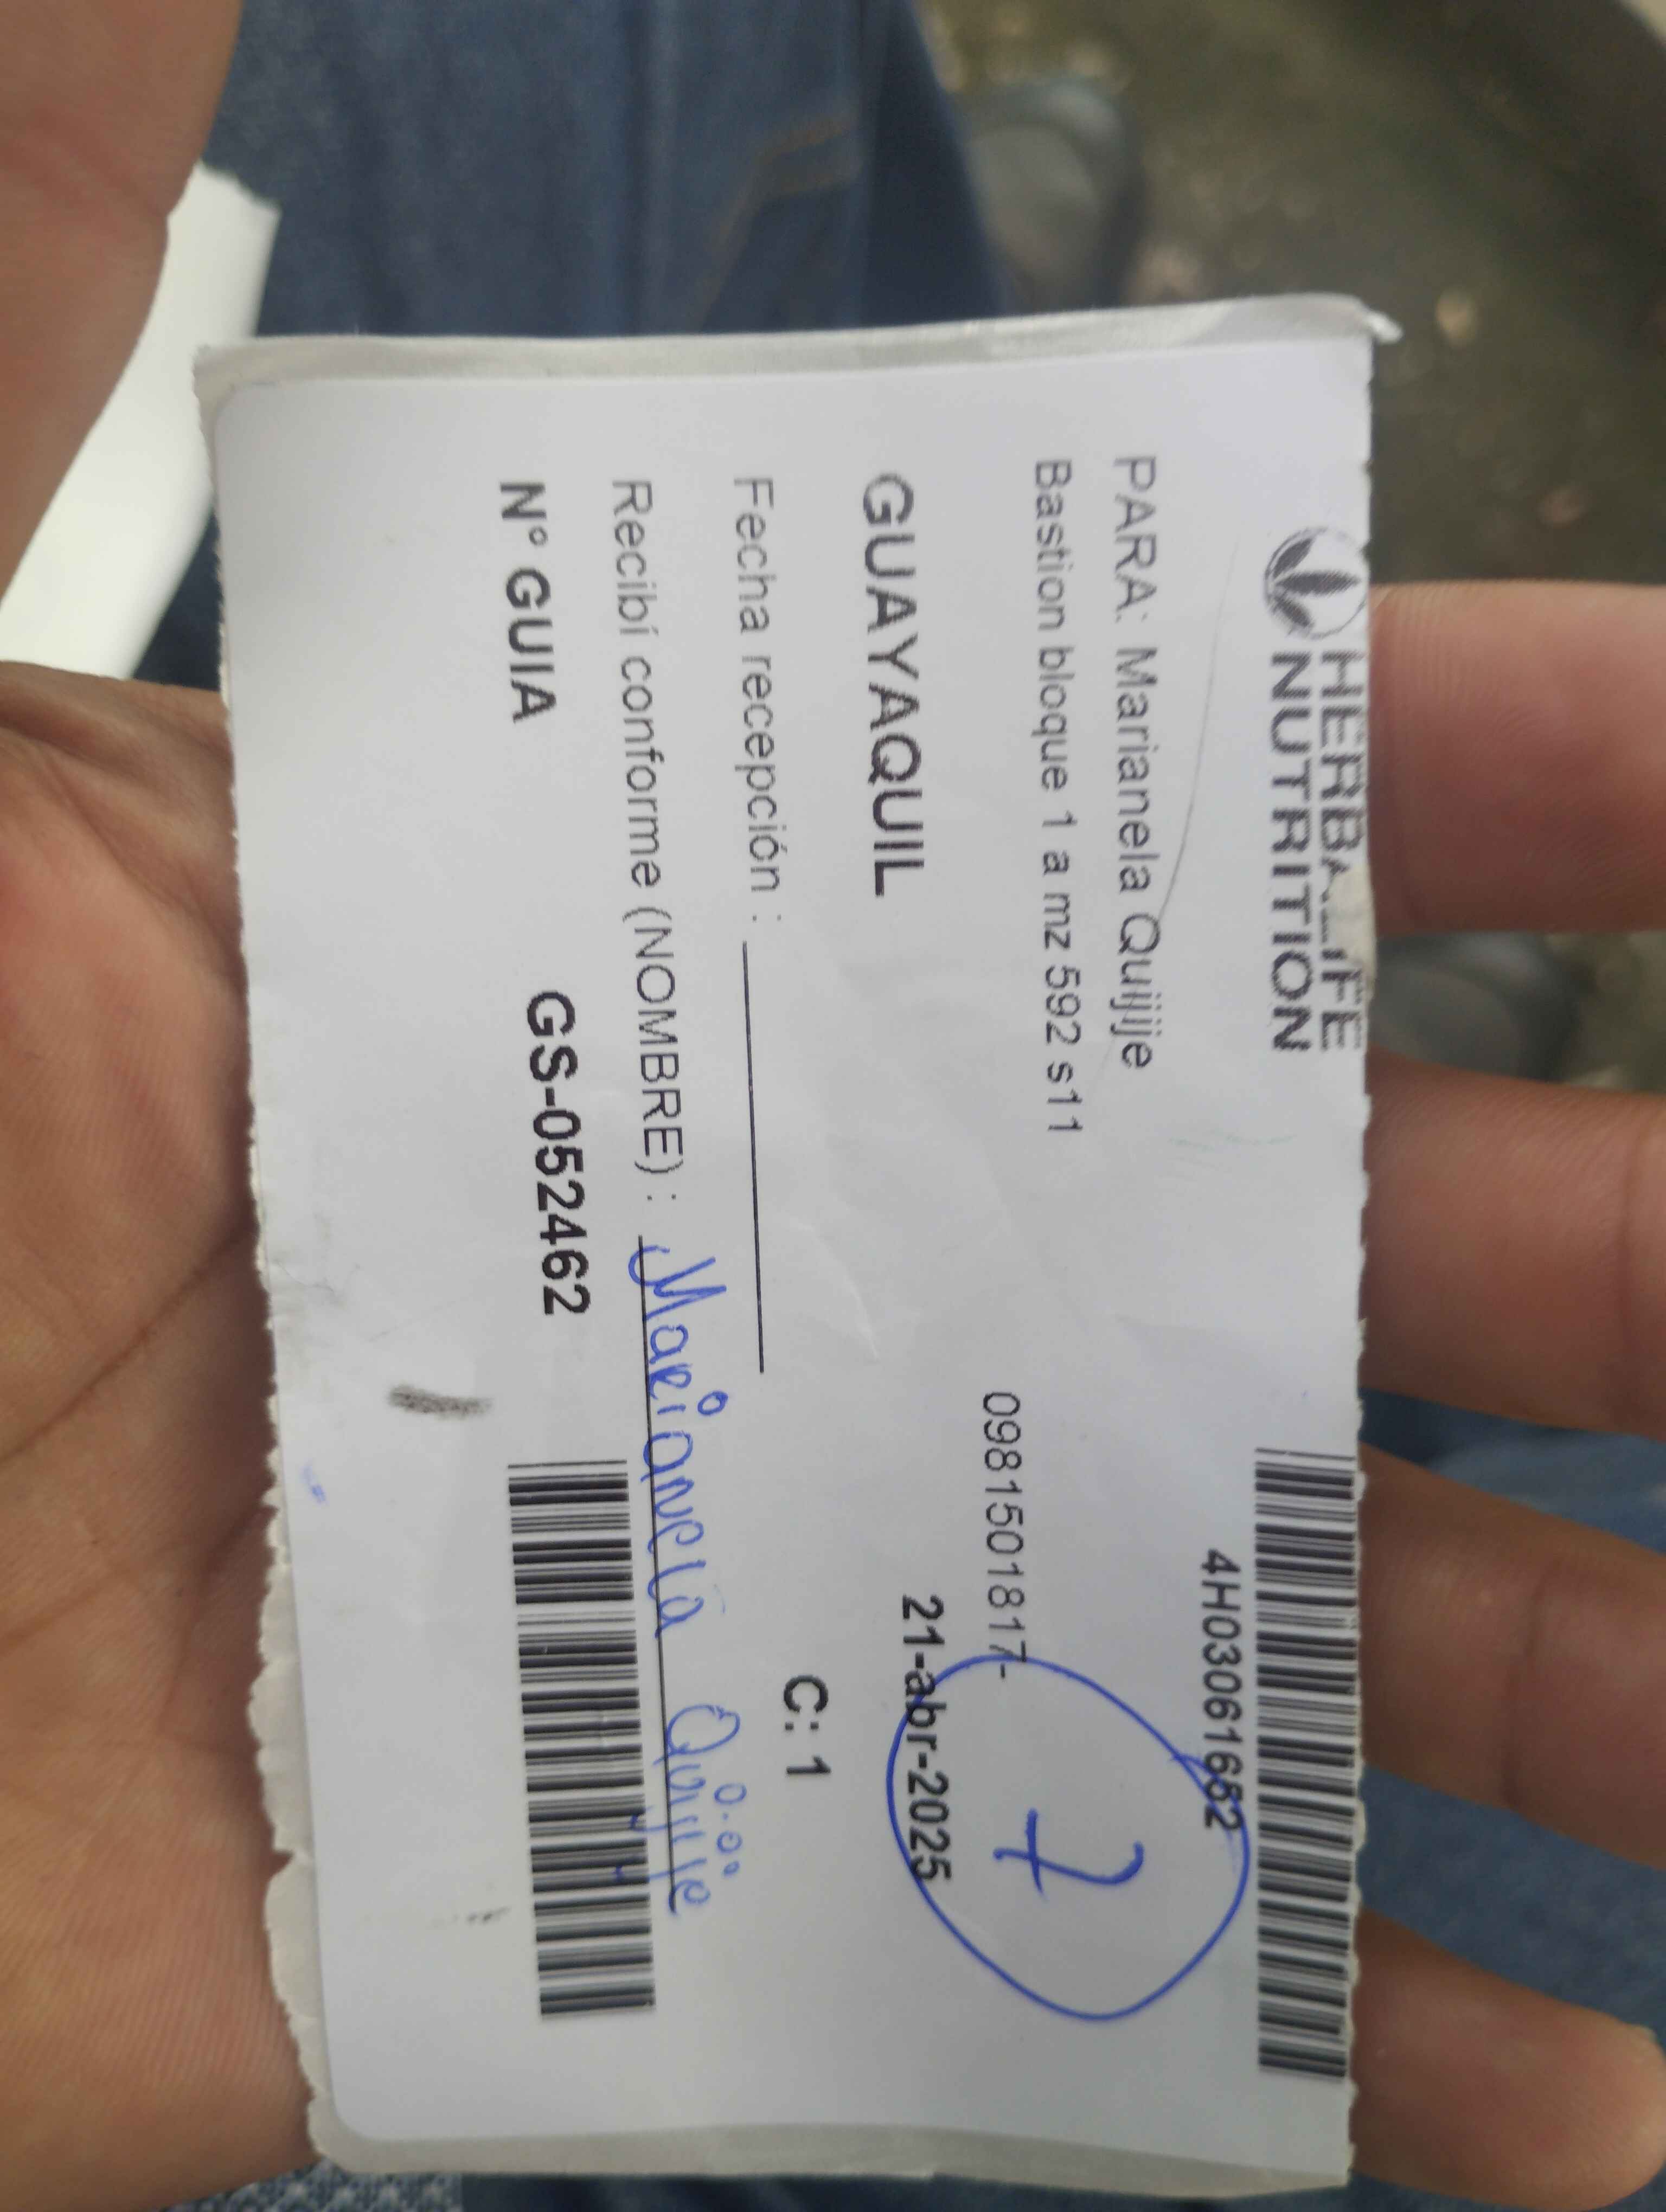 HERBALIFE
NUTRITION
4H03061652
PARA: Marianela Quijije
Bastion bloque 1 a mz 592 s11
0981501817-
7
GUAYAQUIL
21-abr-2025
Fecha recepción :
C: 1
Recibí conforme (NOMBRE) : Marianela Quijije
Nº GUIA GS-052462